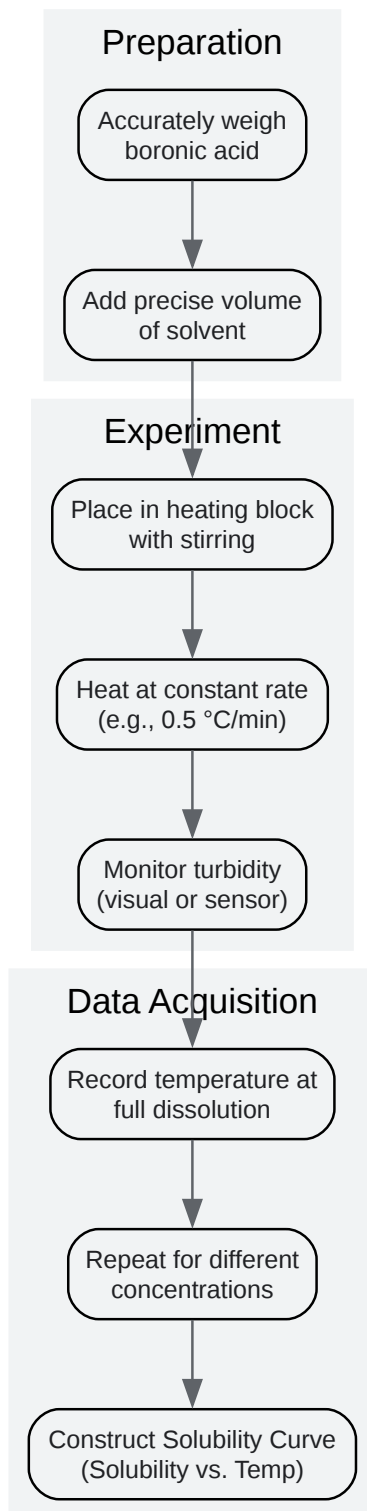 Preparation
Accurately weigh
boronic acid
Add precise volume
of solvent
Experiment
Place in heating block
with stirring
Heat at constant rate
(e.g., 0.5 °C/min)
Monitor turbidity
(visual or sensor)
Data Acquisition
Record temperature at
full dissolution
Repeat for different
concentrations
Construct Solubility Curve
(Solubility vs. Temp)